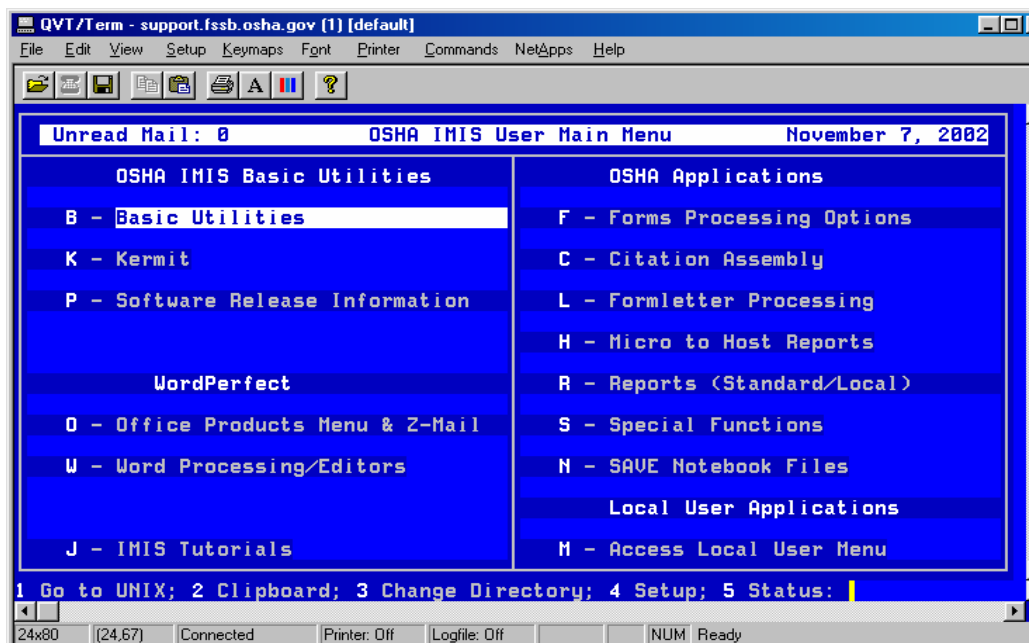 QVT/Term - support.fssb.osha.gov (1) [default]
File Edit View Setup Keymaps Font Printer Commands NetApps Help
Unread Mail: 0 OSHA IMIS User Main Menu November 7, 2002
OSHA IMIS Basic Utilities
B - Basic Utilities
K - Kermit
P - Software Release Information
WordPerfect
O - Office Products Menu & Z-Mail
W - Word Processing/Editors
J - IMIS Tutorials
OSHA Applications
F - Forms Processing Options
C - Citation Assembly
L - Formletter Processing
H - Micro to Host Reports
R - Reports (Standard/Local)
S - Special Functions
N - SAVE Notebook Files
Local User Applications
M - Access Local User Menu
1 Go to UNIX; 2 Clipboard; 3 Change Directory; 4 Setup; 5 Status:
24x80 (24,67) Connected Printer: Off Logfile: Off NUM Ready